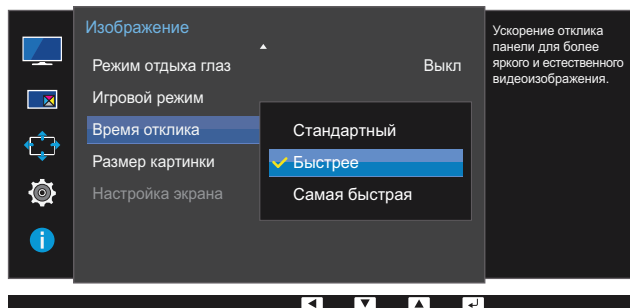 Изображение
Режим отдыха глаз Выкл
Игровой режим
Время отклика
Размер картинки
Настройка экрана
Стандартный
Быстрее
Самая быстрая
Ускорение отклика
панели для более
яркого и естественного
видеоизображения.